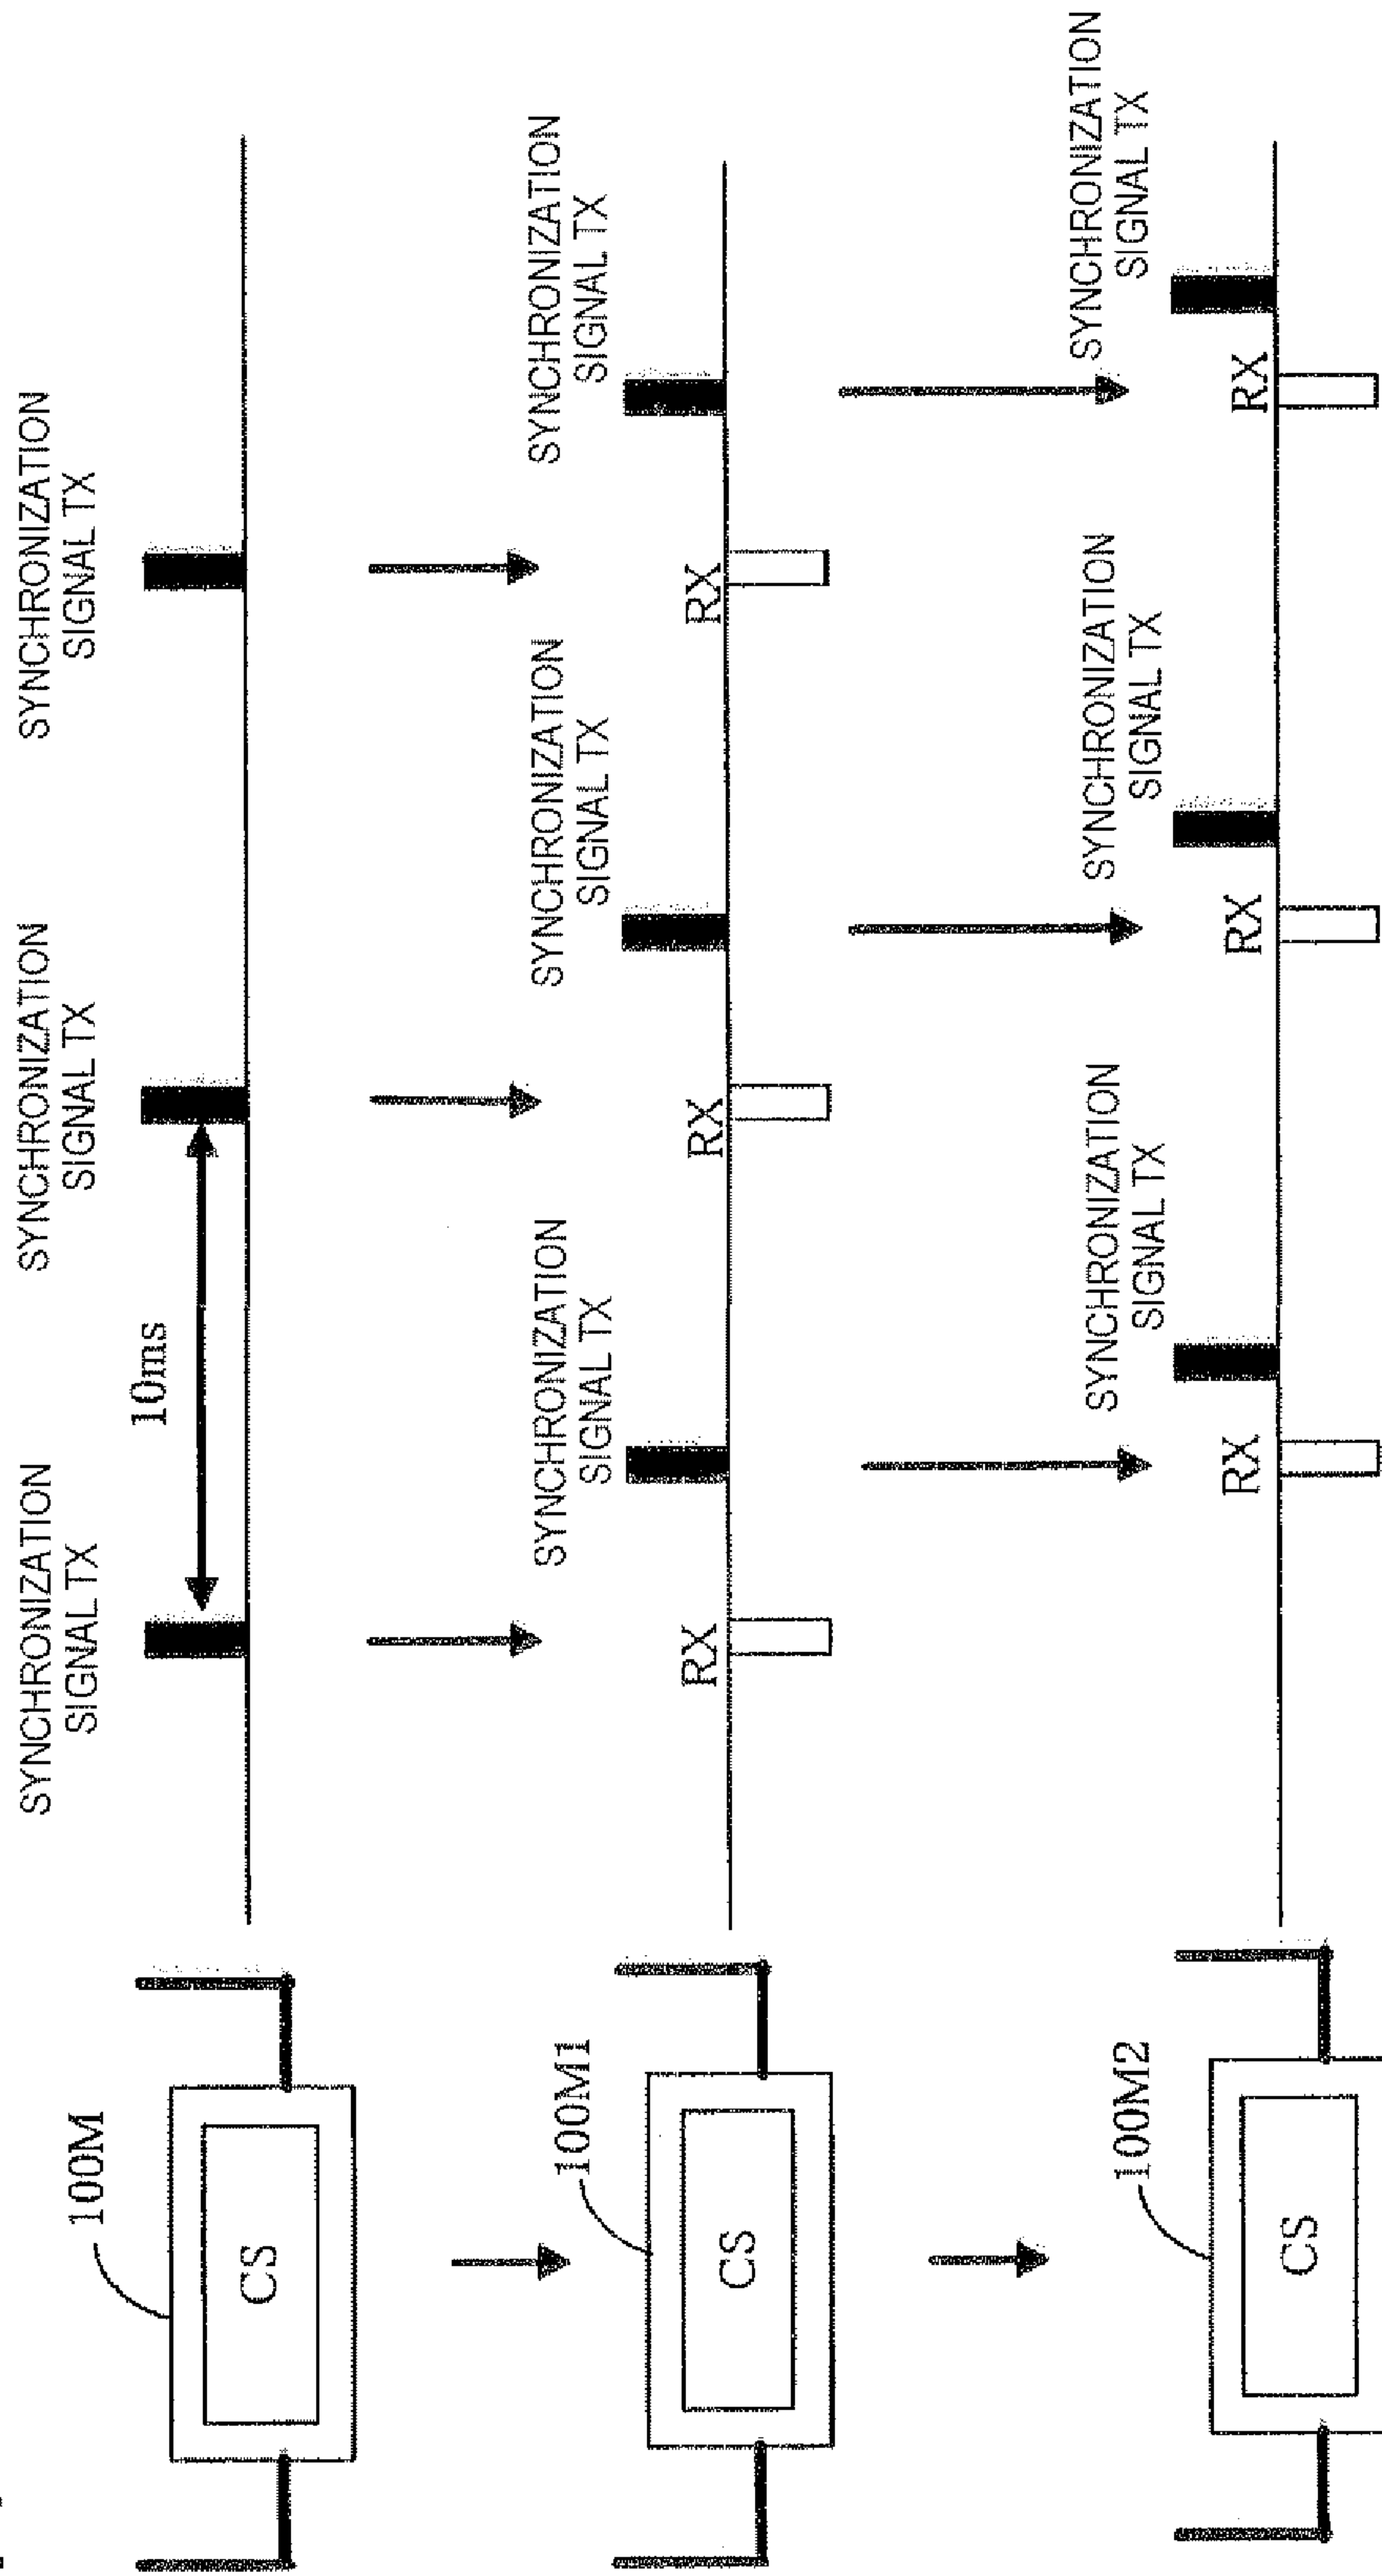 100M
CS
SYNCHRONIZATION
SIGNAL TX
10ms
SYNCHRONIZATION
SIGNAL TX
SYNCHRONIZATION
SIGNAL TX
100M1
CS
RX
SYNCHRONIZATION
SIGNAL TX
RX
SYNCHRONIZATION
SIGNAL TX
RX
SYNCHRONIZATION
SIGNAL TX
100M2
CS
RX
SYNCHRONIZATION
SIGNAL TX
RX
SYNCHRONIZATION
SIGNAL TX
RX
SYNCHRONIZATION
SIGNAL TX